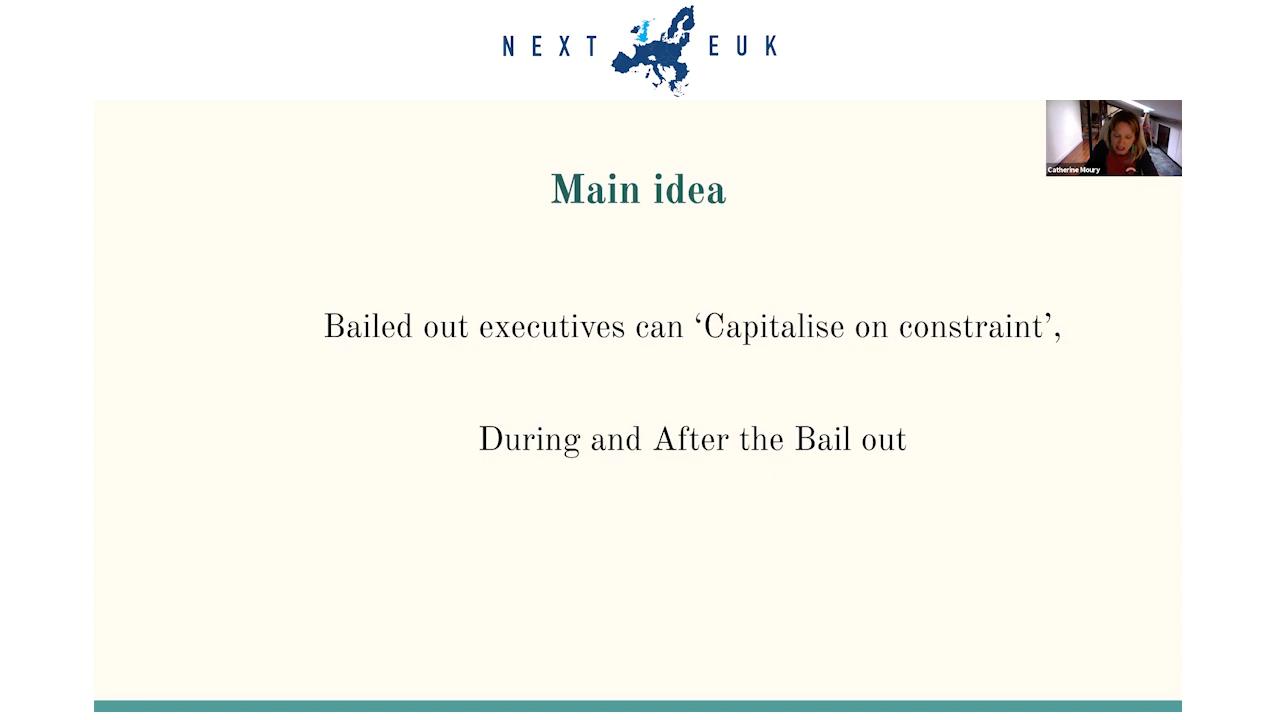 NEXT EUK
Catherine Moury
Main idea
Bailed out executives can ‘Capitalise on constraint’,
During and After the Bail out